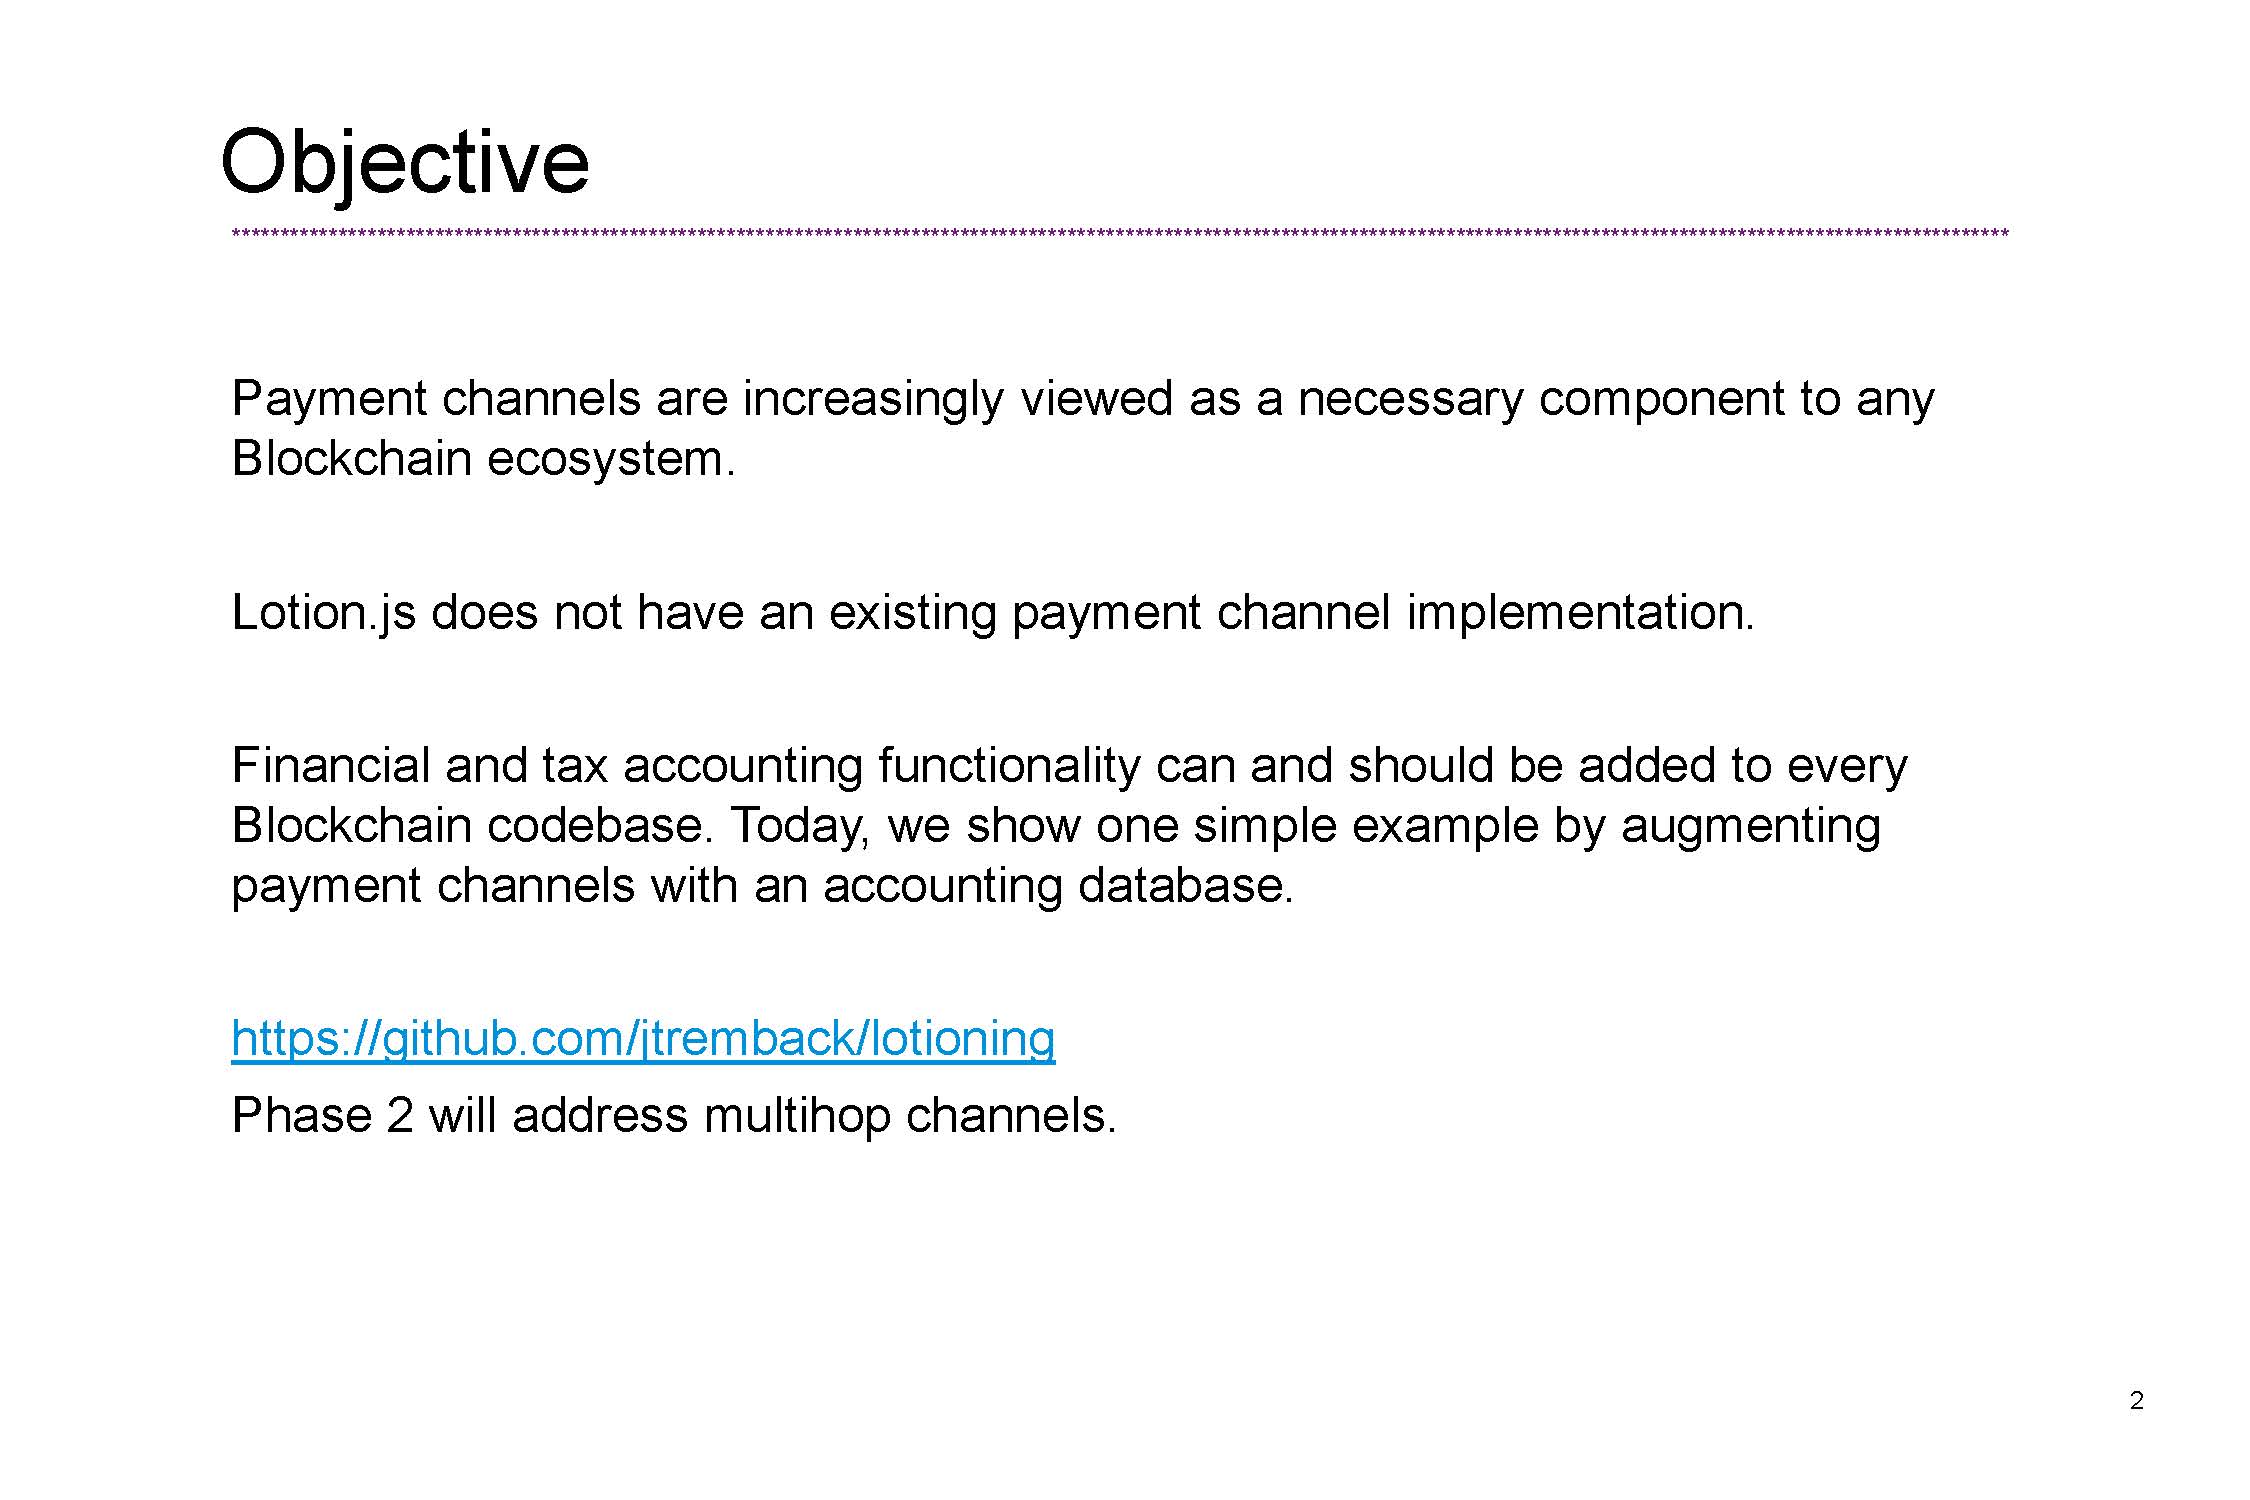 Objective
********************************************************************************************************************************************************************************************
Payment channels are increasingly viewed as a necessary component to any
Blockchain ecosystem.
Lotion.js does not have an existing payment channel implementation.
Financial and tax accounting functionality can and should be added to every
Blockchain codebase. Today, we show one simple example by augmenting
payment channels with an accounting database.
https://github.com/jtremback/lotioning
Phase 2 will address multihop channels.
2